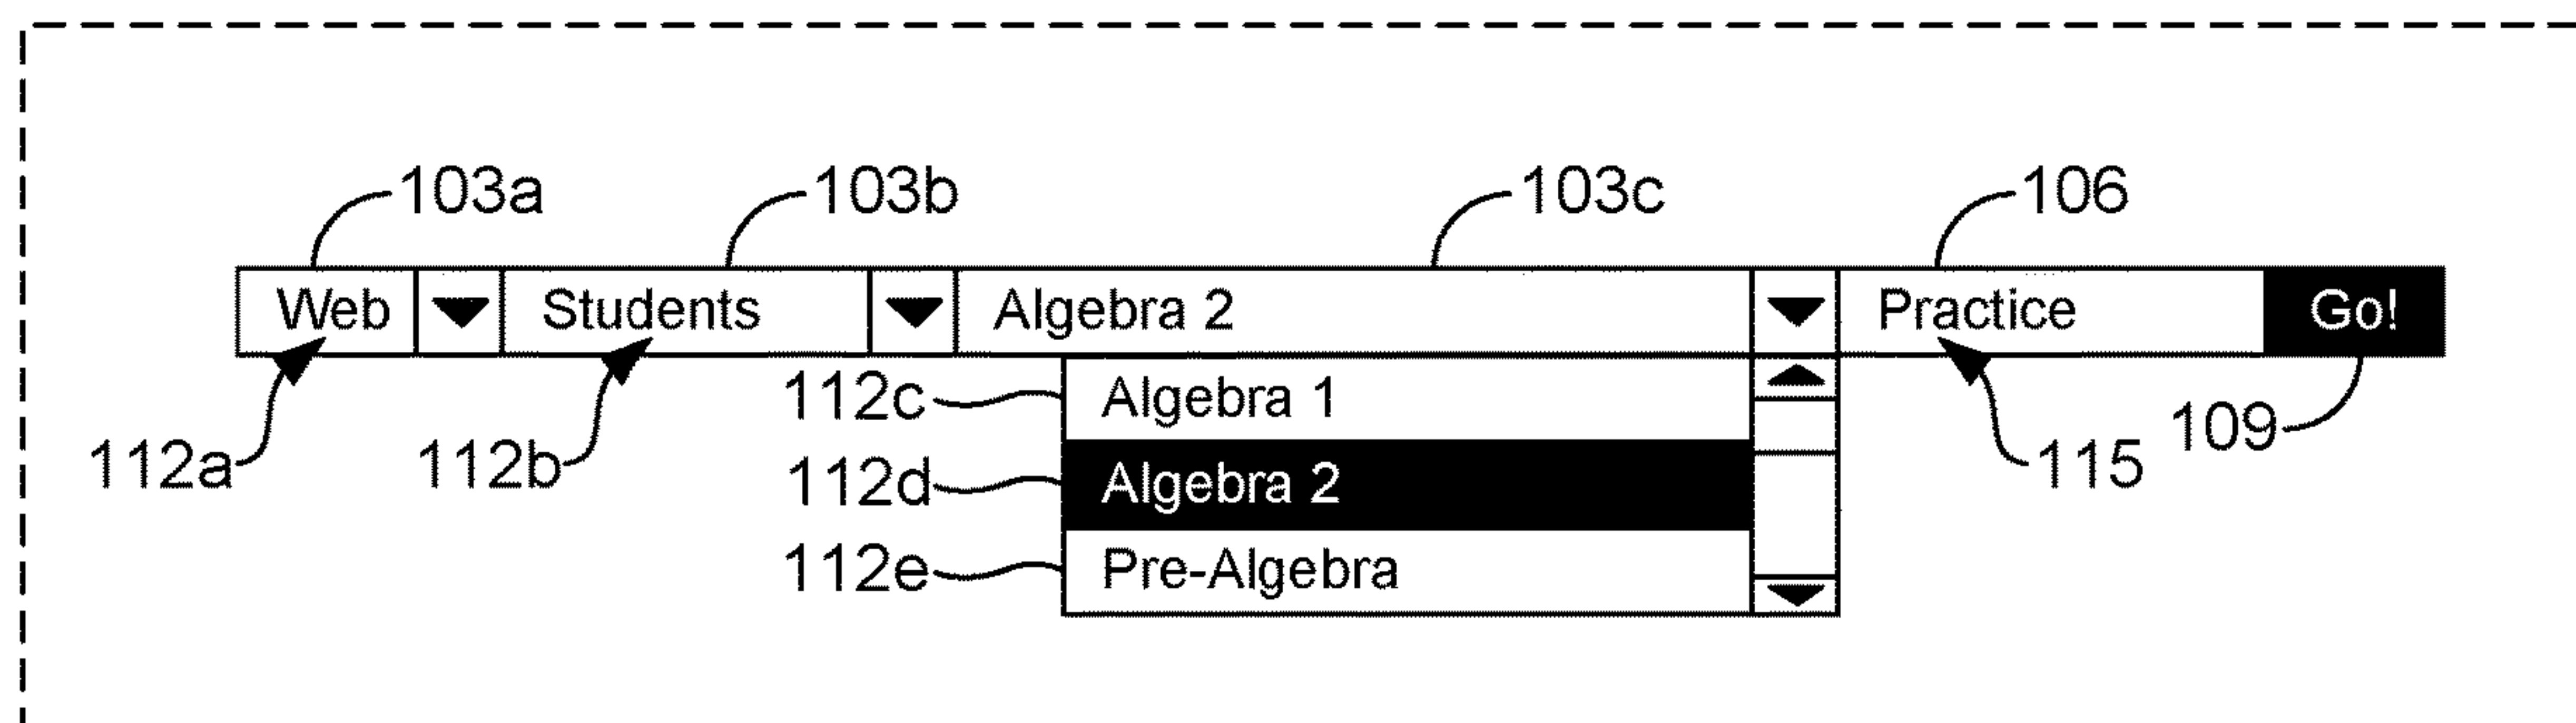 103a 103b 103c 106
Web Students Algebra 2 Practice Go!
112c Algebra 1
112a 112b 112d Algebra 2 115 109
112e Pre-Algebra